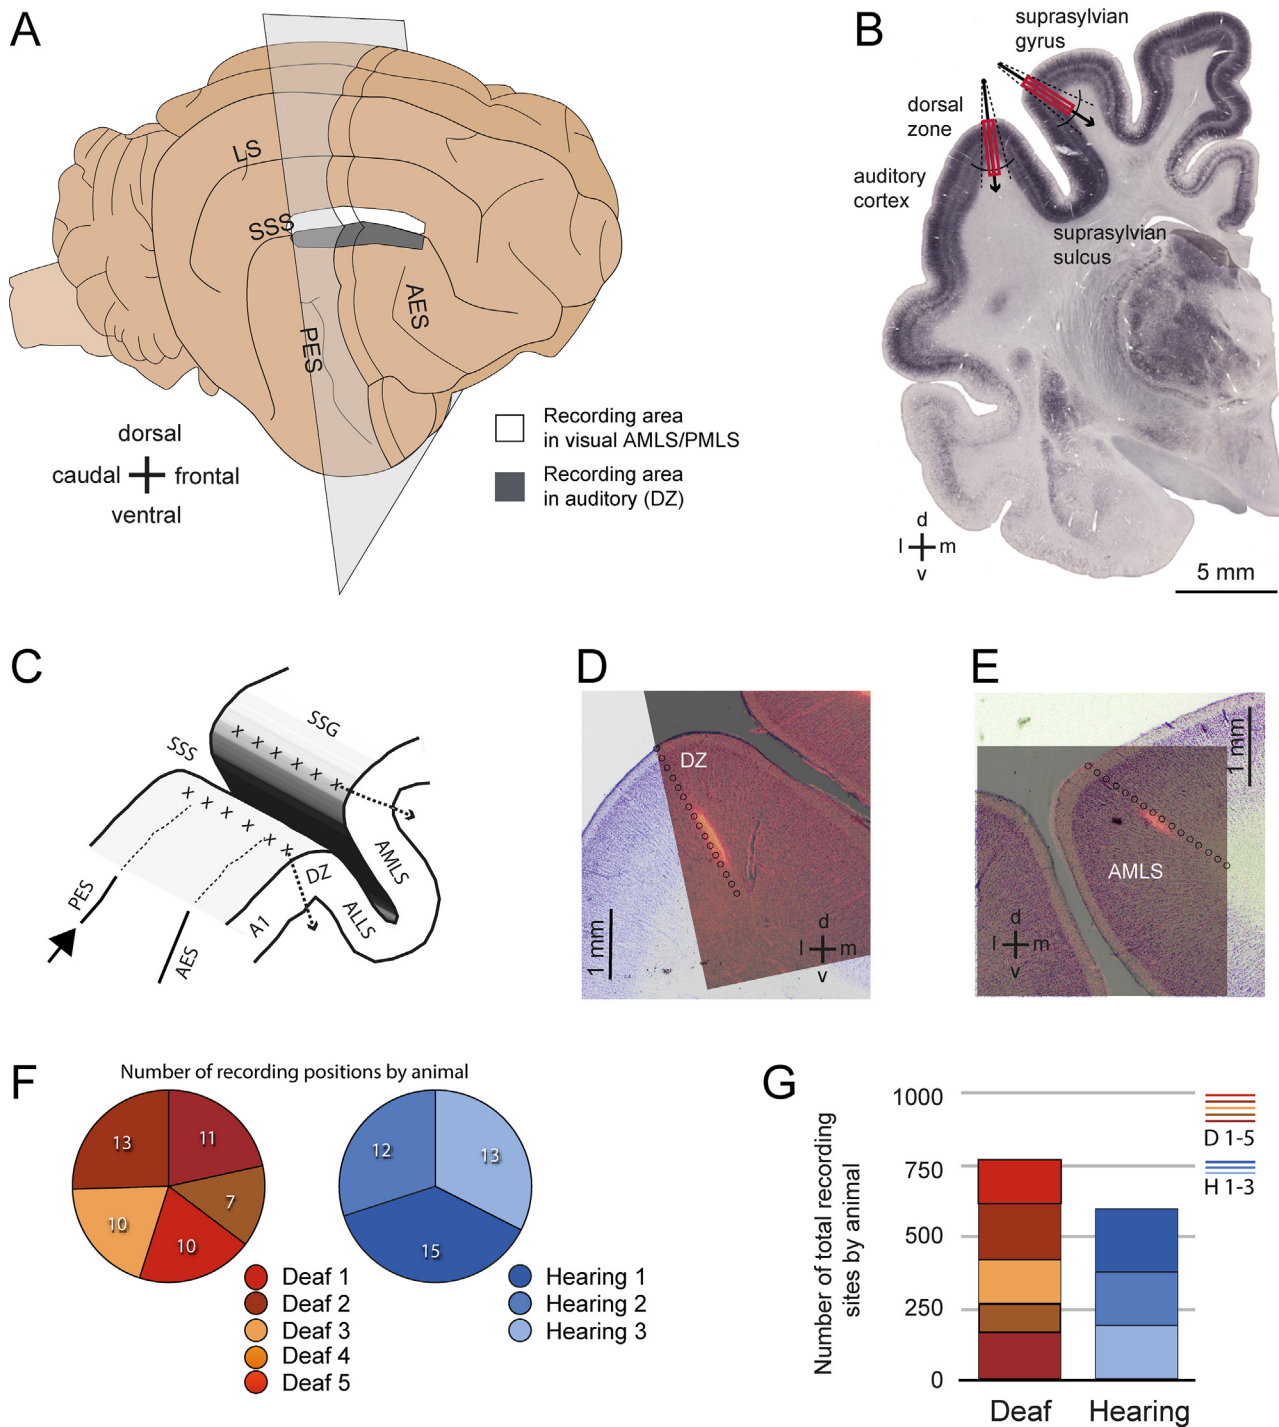 A
LS
SSS
AES
PES
dorsal
caudal frontal
ventral
Recording area
in visual AMLS/PMLS
Recording area
in auditory (DZ)
B
suprasylvian
gyrus
dorsal
zone
auditory
cortex
suprasylvian
sulcus
d
l m
v
5 mm
C
SSG
SSS
x x x x x x
x x x x x x
PES
AES
A1
DZ
ALLS
AMLS
D
DZ
1 mm
d
l m
v
E
1 mm
AMLS
d
l m
v
F
Number of recording positions by animal
13
11
7
10
10
12
13
15
Deaf 1
Deaf 2
Deaf 3
Deaf 4
Deaf 5
Hearing 1
Hearing 2
Hearing 3
G
Number of total recording
sites by animal
1000
750
500
250
0
Deaf
Hearing
D 1-5
H 1-3